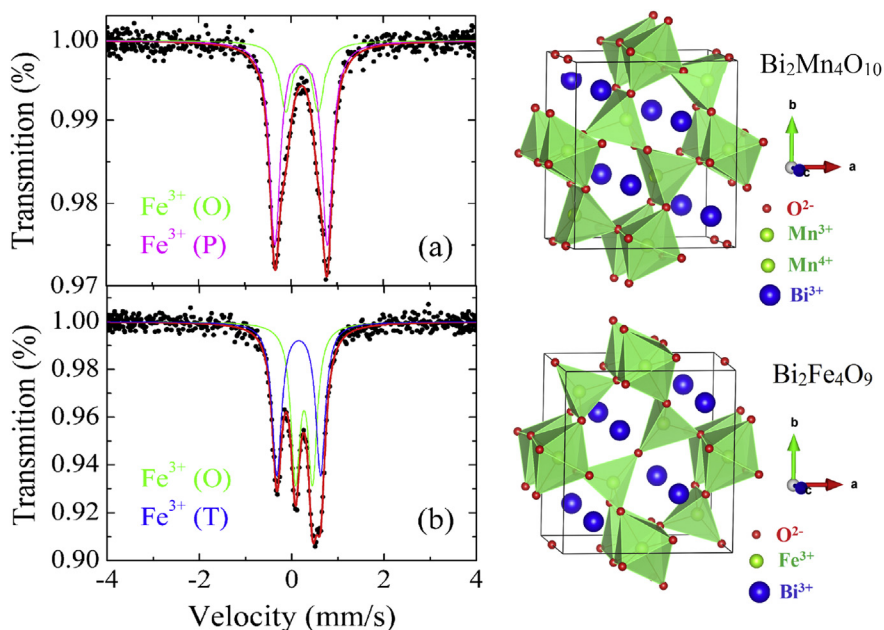 Transmition (%)
1.00
0.99
0.98
0.97
Fe³⁺ (O)
Fe³⁺ (P)
(a)
Transmition (%)
1.00
0.96
0.94
0.92
0.90
Fe³⁺ (O)
Fe³⁺ (T)
(b)
-4 -2 0 2 4
Velocity (mm/s)
Bi₂Mn₄O₁₀
b
c
a
O²⁻
Mn³⁺
Mn⁴⁺
Bi³⁺
Bi₂Fe₄O₉
b
c
a
O²⁻
Fe³⁺
Bi³⁺